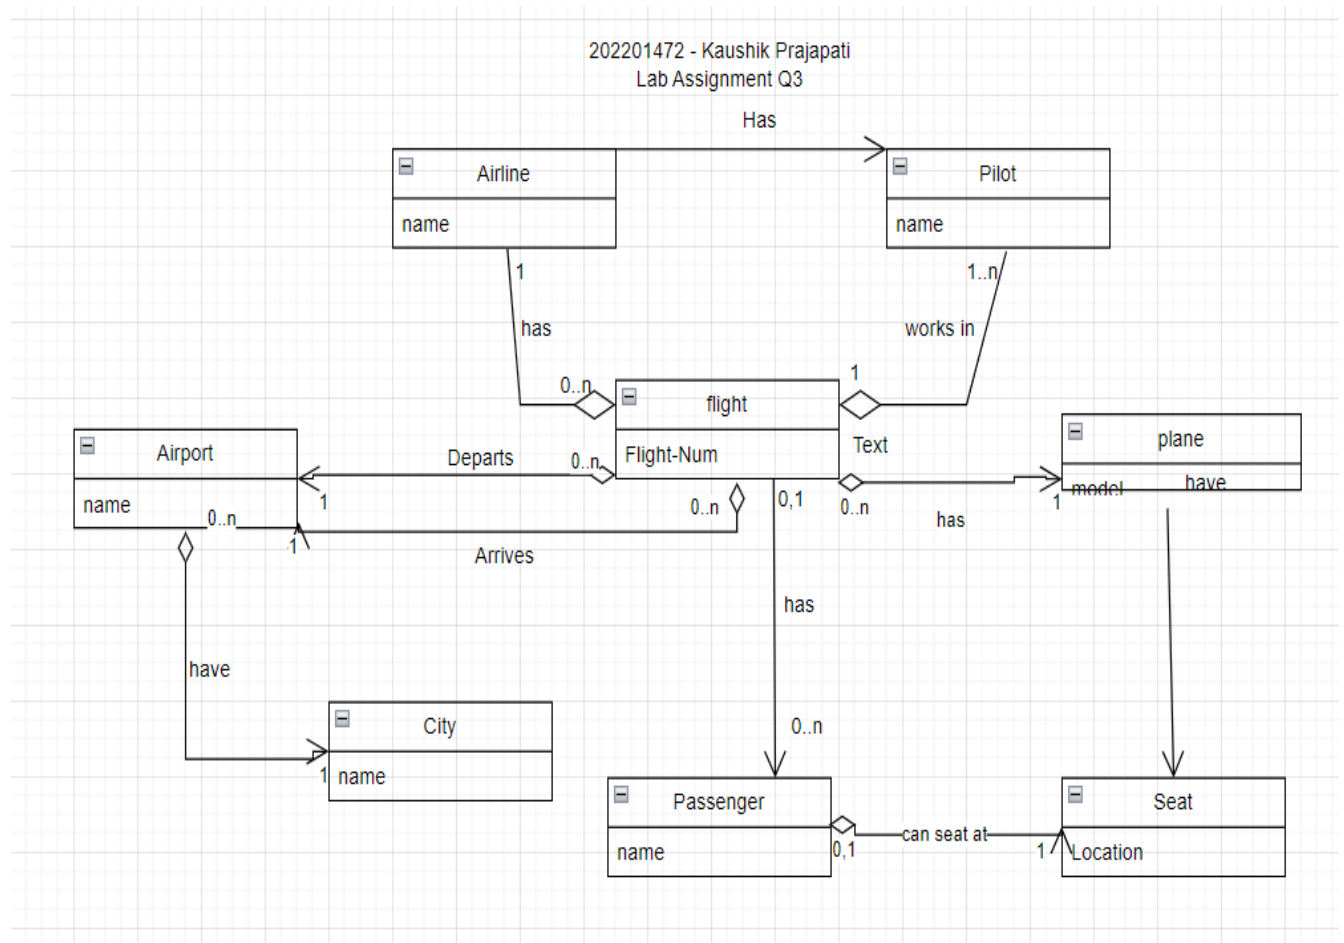 202201472 - Kaushik Prajapati
Lab Assignment Q3
Has
Airline
name
Pilot
name
1
has
0..n
1..n
works in
1
flight
Flight-Num
Text
Airport
name
0..n
Departs
0..n
1
1
Arrives
0..n
0,1
0..n
has
1
plane
model
have
have
has
0..n
City
name
1
Passenger
name
0,1
can seat at
1
Seat
Location